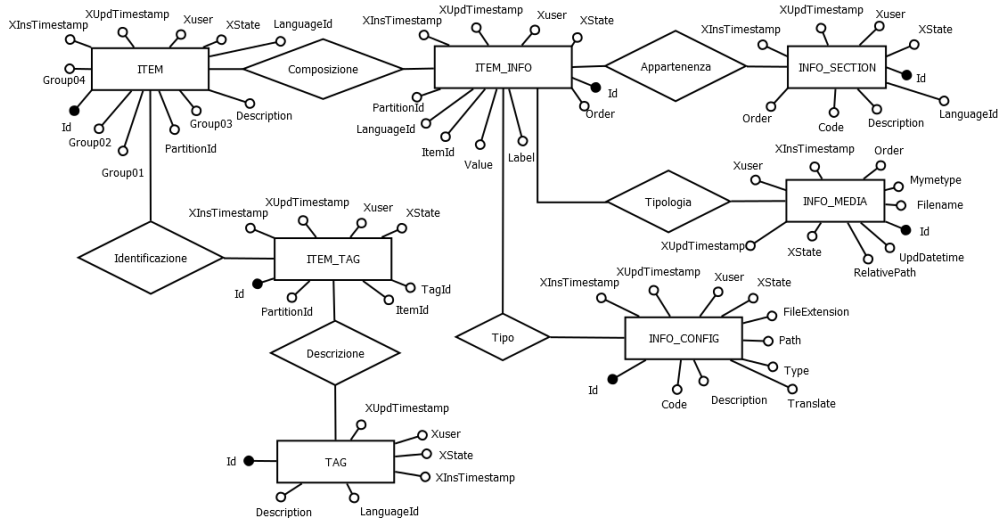 XInsTimestamp
XUpdTimestamp
Xuser
XState
LanguageId
ITEM
Group04
Id
Group02
Group01
PartitionId
Group03
Description
Composizione
XInsTimestamp
XUpdTimestamp
Xuser
XState
ITEM_INFO
Id
Order
PartitionId
LanguageId
ItemId
Value
Label
Appartenenza
XInsTimestamp
XUpdTimestamp
Xuser
XState
INFO_SECTION
Id
LanguageId
Order
Code
Description
Tipologia
Xuser
XInsTimestamp
Order
Mymetype
INFO_MEDIA
Filename
Id
UpdDatetime
RelativePath
XState
XUpdTimestamp
Identificazione
XInsTimestamp
XUpdTimestamp
Xuser
XState
ITEM_TAG
Id
PartitionId
ItemId
TagId
Tipo
XInsTimestamp
XUpdTimestamp
Xuser
XState
FileExtension
INFO_CONFIG
Path
Type
Id
Code
Description
Translate
Descrizione
XUpdTimestamp
Xuser
Id
TAG
XState
XInsTimestamp
Description
LanguageId